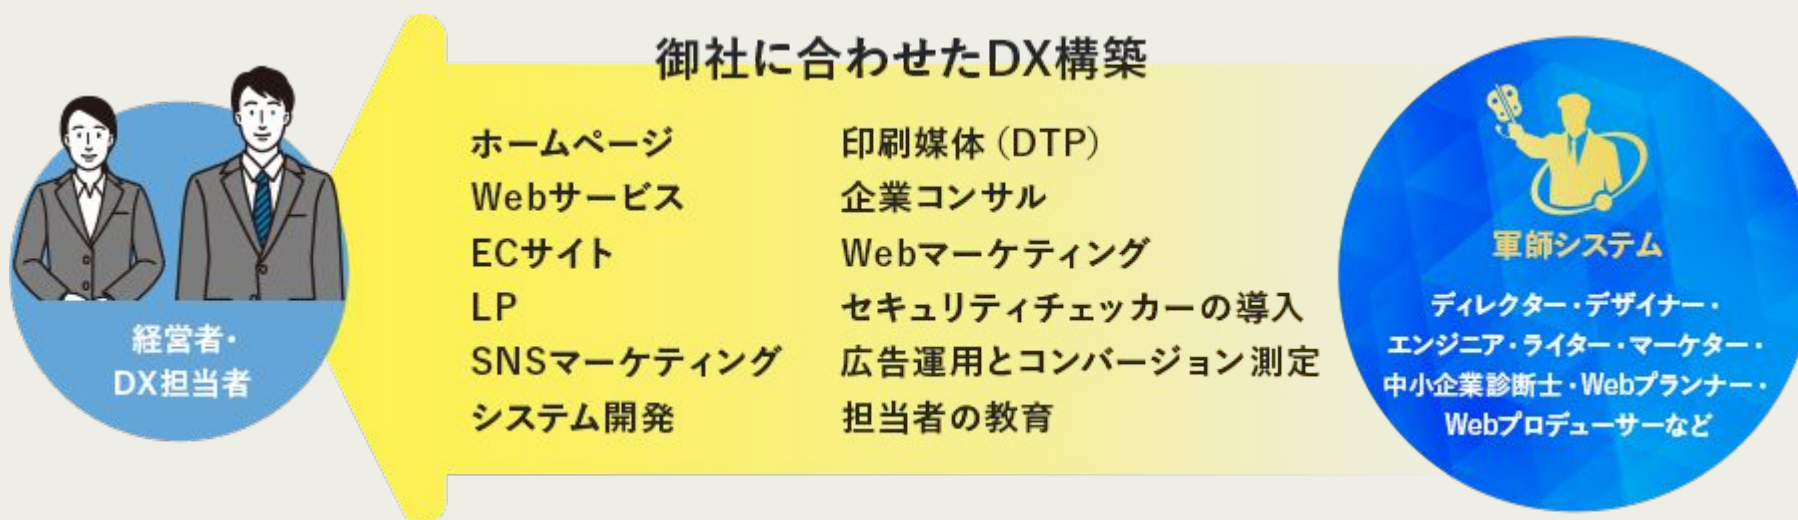 御社に合わせたDX構築
経営者・
DX担当者
ホームページ
Webサービス
ECサイト
LP
SNSマーケティング
システム開発
印刷媒体（DTP）
企業コンサル
Webマーケティング
セキュリティチェッカーの導入
広告運用とコンバージョン測定
担当者の教育
軍師システム
ディレクター・デザイナー・
エンジニア・ライター・マーケター・
中小企業診断士・Webプランナー・
Webプロデューサーなど